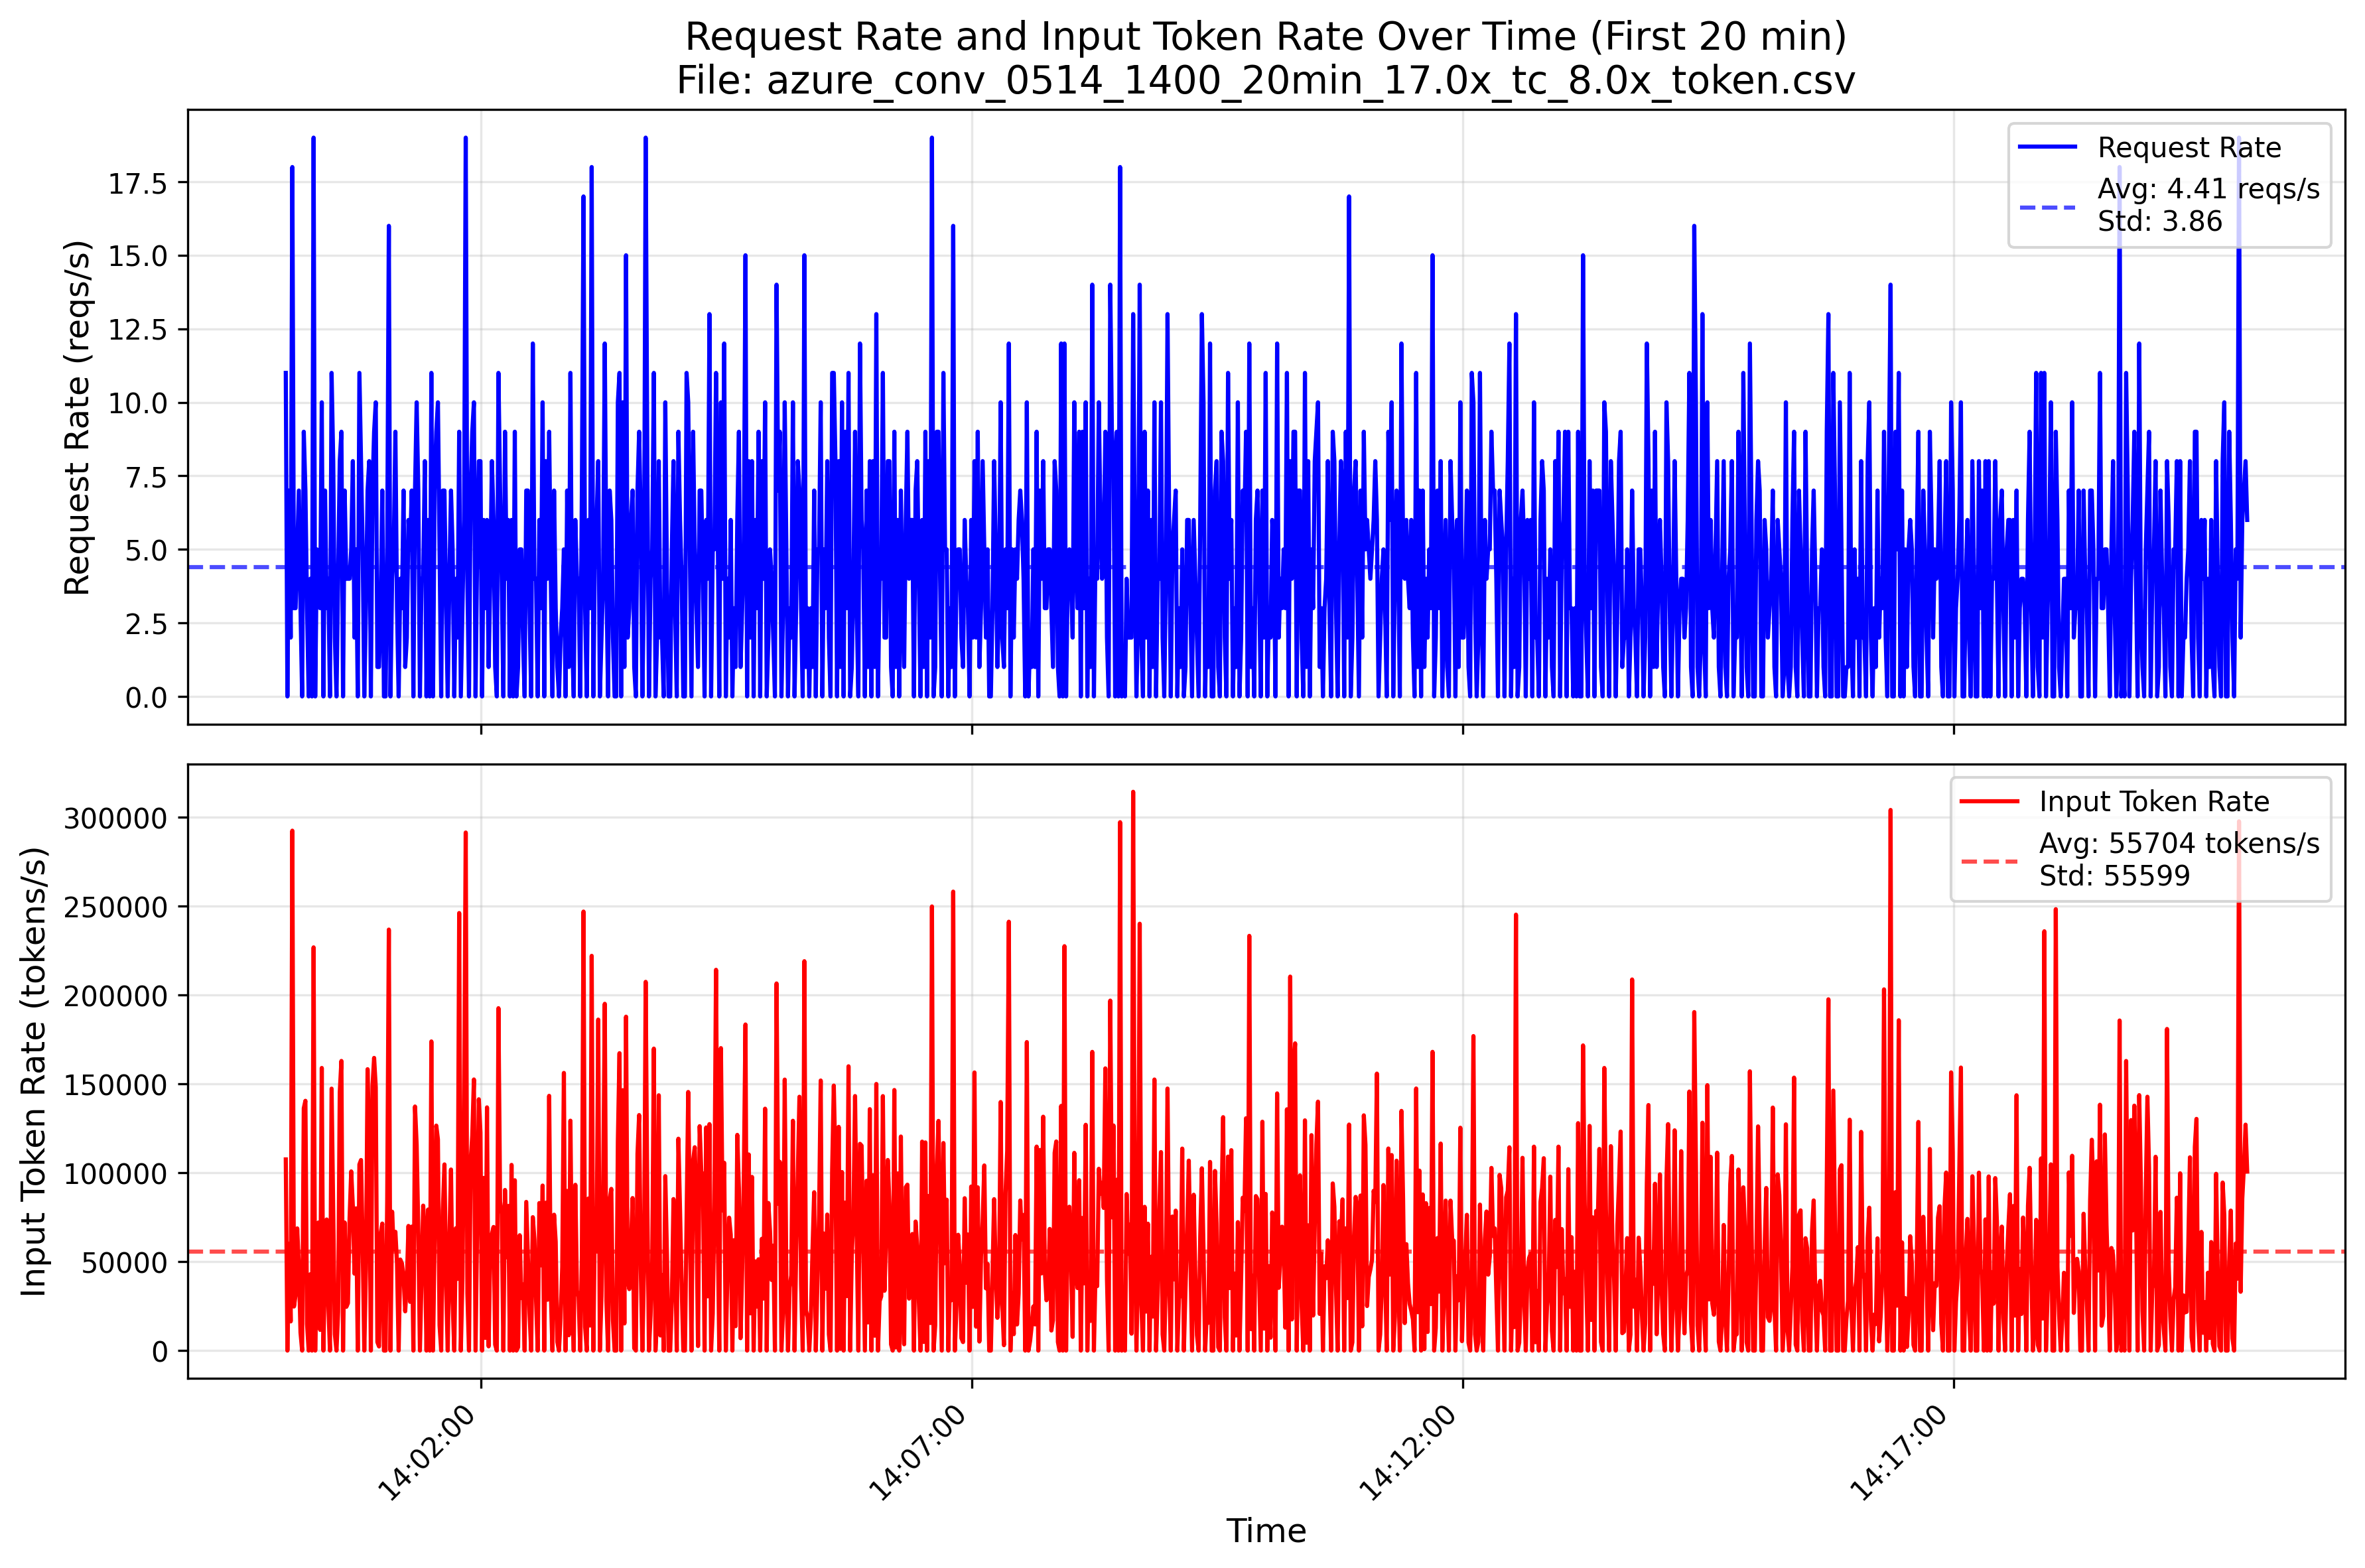 Request Rate and Input Token Rate Over Time (First 20 min)
File: azure_conv_0514_1400_20min_17.0x_tc_8.0x_token.csv
Request Rate (reqs/s)
17.5
15.0
12.5
10.0
7.5
5.0
2.5
0.0
Request Rate
Avg: 4.41 reqs/s
Std: 3.86
Input Token Rate (tokens/s)
300000
250000
200000
150000
100000
50000
0
Input Token Rate
Avg: 55704 tokens/s
Std: 55599
14:02:00
14:07:00
14:12:00
14:17:00
Time